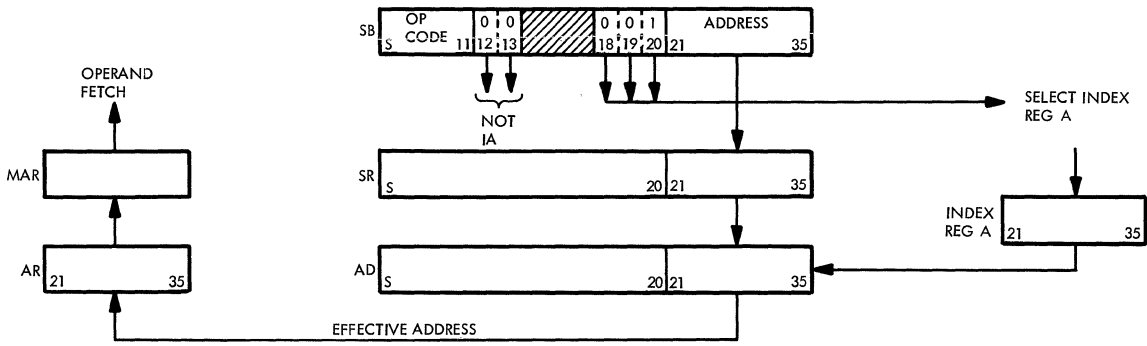 SB
OP
CODE
S
11
0 0
12 13
0 0 1
18 19 20
ADDRESS
21
35
OPERAND
FETCH
NOT
IA
SELECT INDEX
REG A
MAR
SR
S
20 21
35
INDEX
REG A
21
35
AR
21
35
AD
S
20 21
35
EFFECTIVE ADDRESS